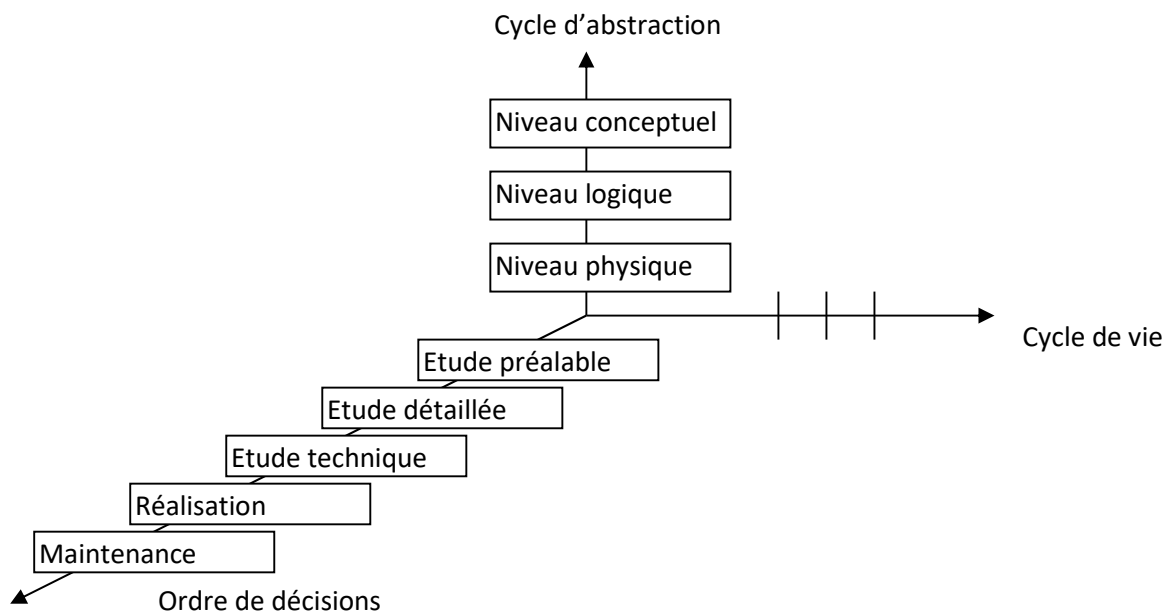 Cycle d’abstraction
Niveau conceptuel
Niveau logique
Niveau physique
Cycle de vie
Etude préalable
Etude détaillée
Etude technique
Réalisation
Maintenance
Ordre de décisions